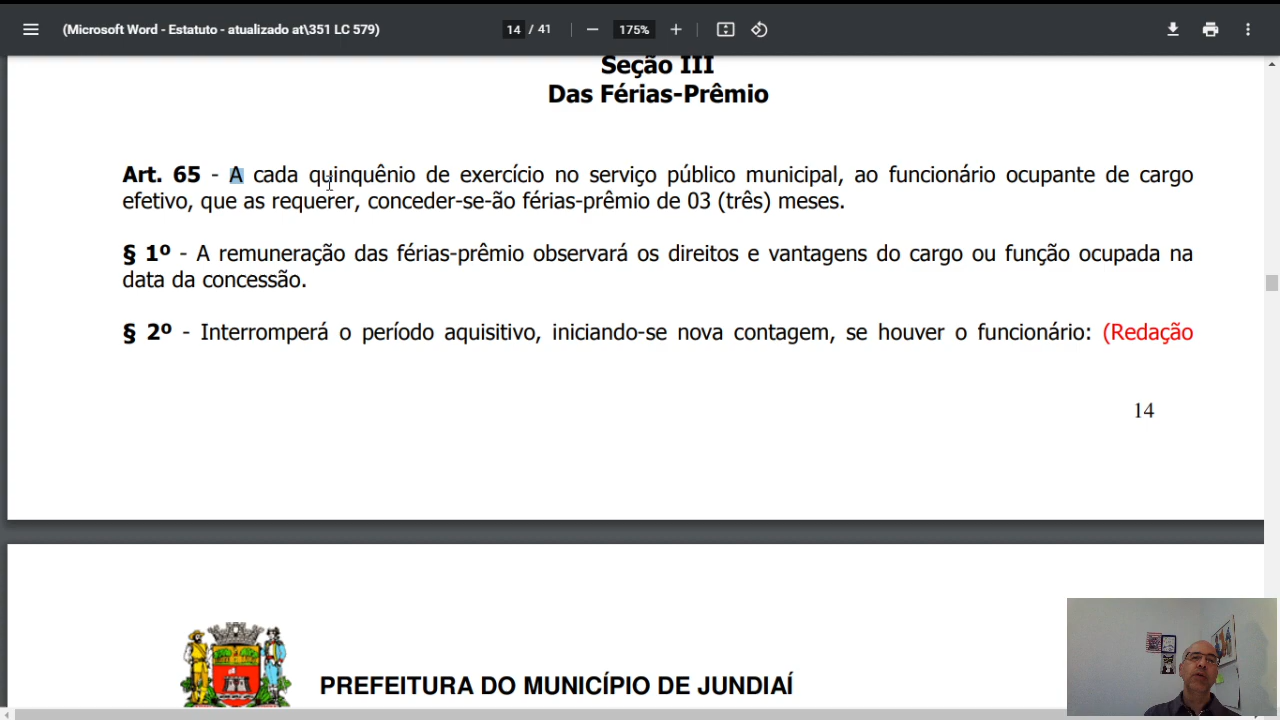 (Microsoft Word - Estatuto - atualizado at\351 LC 579)
14 / 41
175%
Seção III
Das Férias-Prêmio
Art. 65 - A cada quinquênio de exercício no serviço público municipal, ao funcionário ocupante de cargo
efetivo, que as requerer, conceder-se-ão férias-prêmio de 03 (três) meses.
§ 1º - A remuneração das férias-prêmio observará os direitos e vantagens do cargo ou função ocupada na
data da concessão.
§ 2º - Interromperá o período aquisitivo, iniciando-se nova contagem, se houver o funcionário: (Redação
14
PREFEITURA DO MUNICÍPIO DE JUNDIAÍ